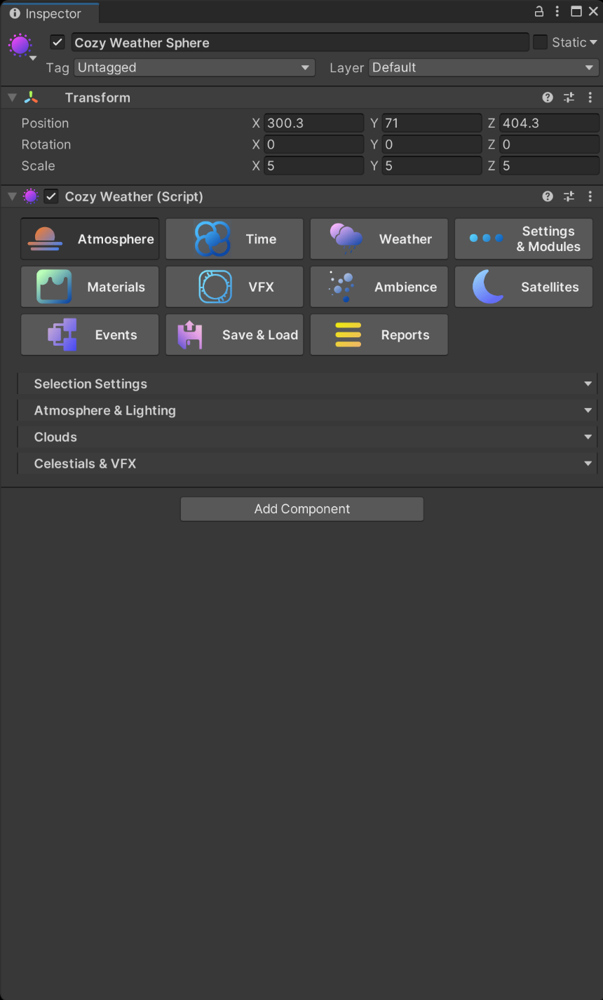 Inspector
Cozy Weather Sphere
Static
Tag Untagged Layer Default
Transform
Position X 300.3 Y 71 Z 404.3
Rotation X 0 Y 0 Z 0
Scale X 5 Y 5 Z 5
Cozy Weather (Script)
Atmosphere
Time
Weather
Settings
& Modules
Materials
VFX
Ambience
Satellites
Events
Save & Load
Reports
Selection Settings
Atmosphere & Lighting
Clouds
Celestials & VFX
Add Component